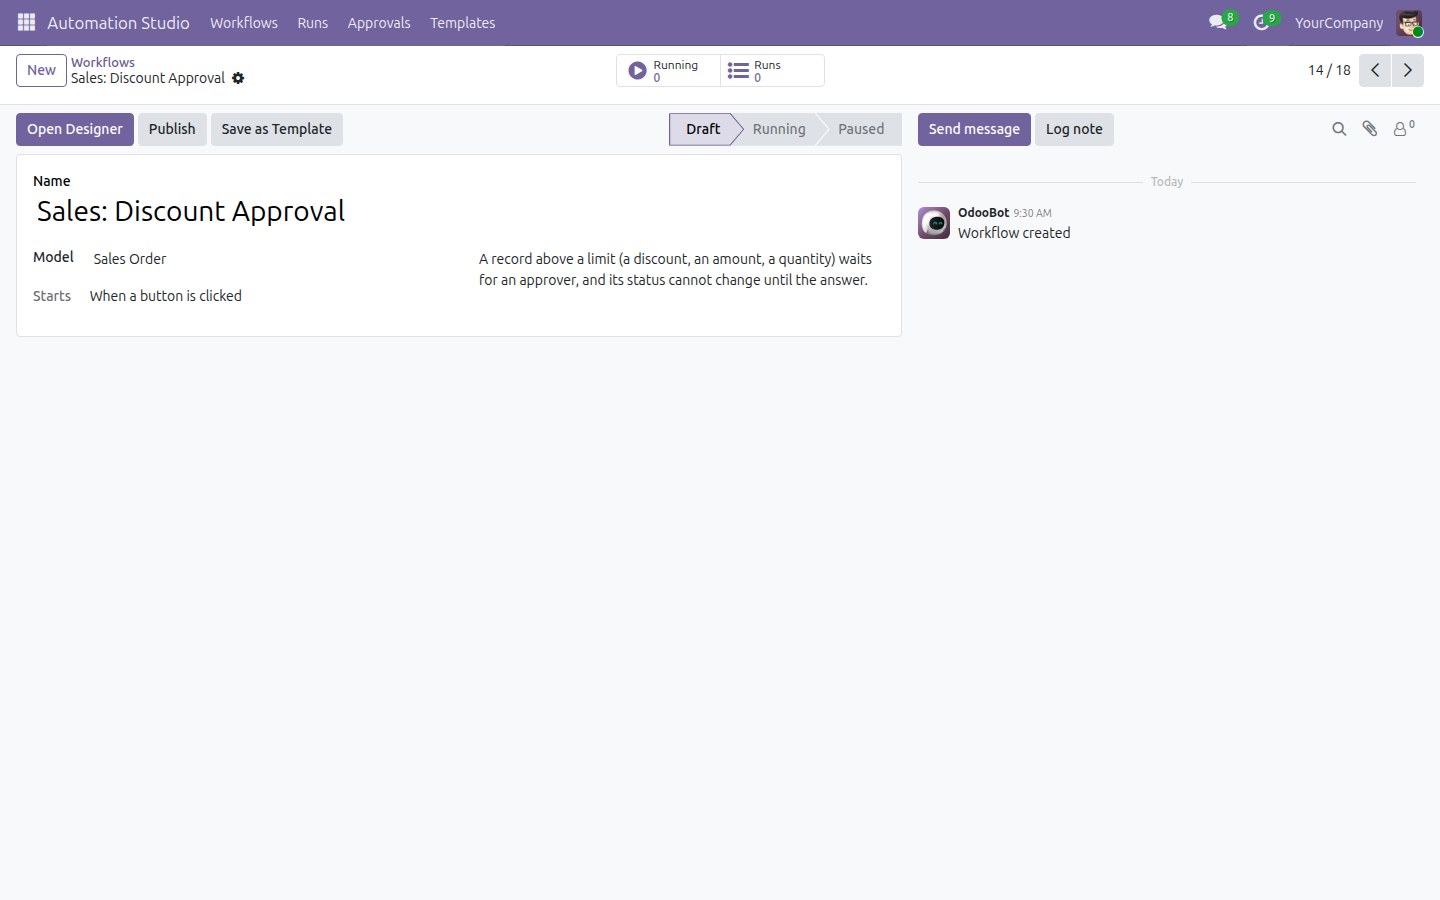 Automation Studio Workflows Runs Approvals Templates 8 9 YourCompany
New Workflows
Sales: Discount Approval
Running 0
Runs 0
14 / 18
Open Designer Publish Save as Template Draft Running Paused Send message Log note 0
Name
Sales: Discount Approval
Model Sales Order
Starts When a button is clicked
A record above a limit (a discount, an amount, a quantity) waits
for an approver, and its status cannot change until the answer.
Today
OdooBot 9:30 AM
Workflow created